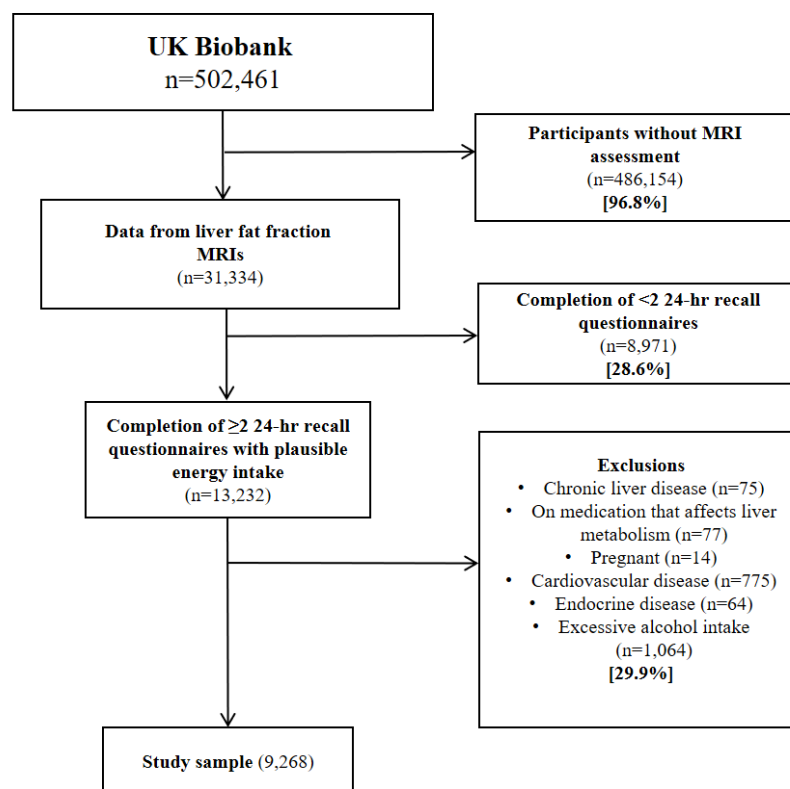 UK Biobank
n=502,461
Participants without MRI
assessment
(n=486,154)
[96.8%]
Data from liver fat fraction
MRIs
(n=31,334)
Completion of <2 24-hr recall
questionnaires
(n=8,971)
[28.6%]
Completion of ≥2 24-hr recall
questionnaires with plausible
energy intake
(n=13,232)
Exclusions
• Chronic liver disease (n=75)
• On medication that affects liver
metabolism (n=77)
• Pregnant (n=14)
• Cardiovascular disease (n=775)
• Endocrine disease (n=64)
• Excessive alcohol intake
(n=1,064)
[29.9%]
Study sample (9,268)